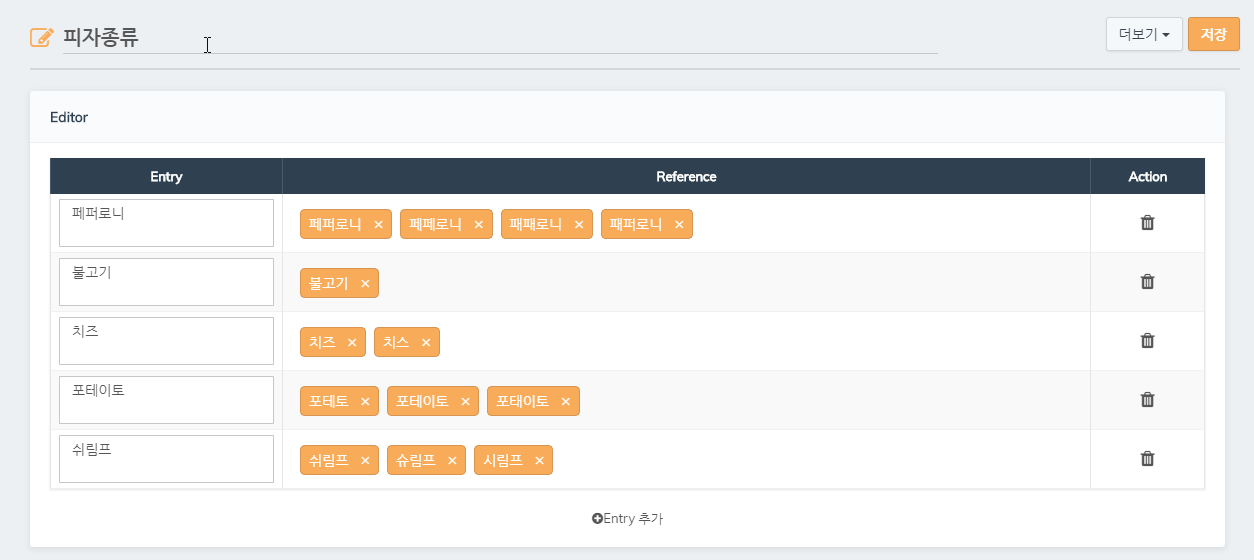 피자종류
더보기
저장
Editor
Entry Reference Action
페퍼로니 페퍼로니 × 페페로니 × 패패로니 × 패퍼로니 ×
불고기 불고기 ×
치즈 치즈 × 치스 ×
포테이토 포테토 × 포테이토 × 포태이토 ×
쉬림프 쉬림프 × 슈림프 × 시림프 ×
Entry 추가